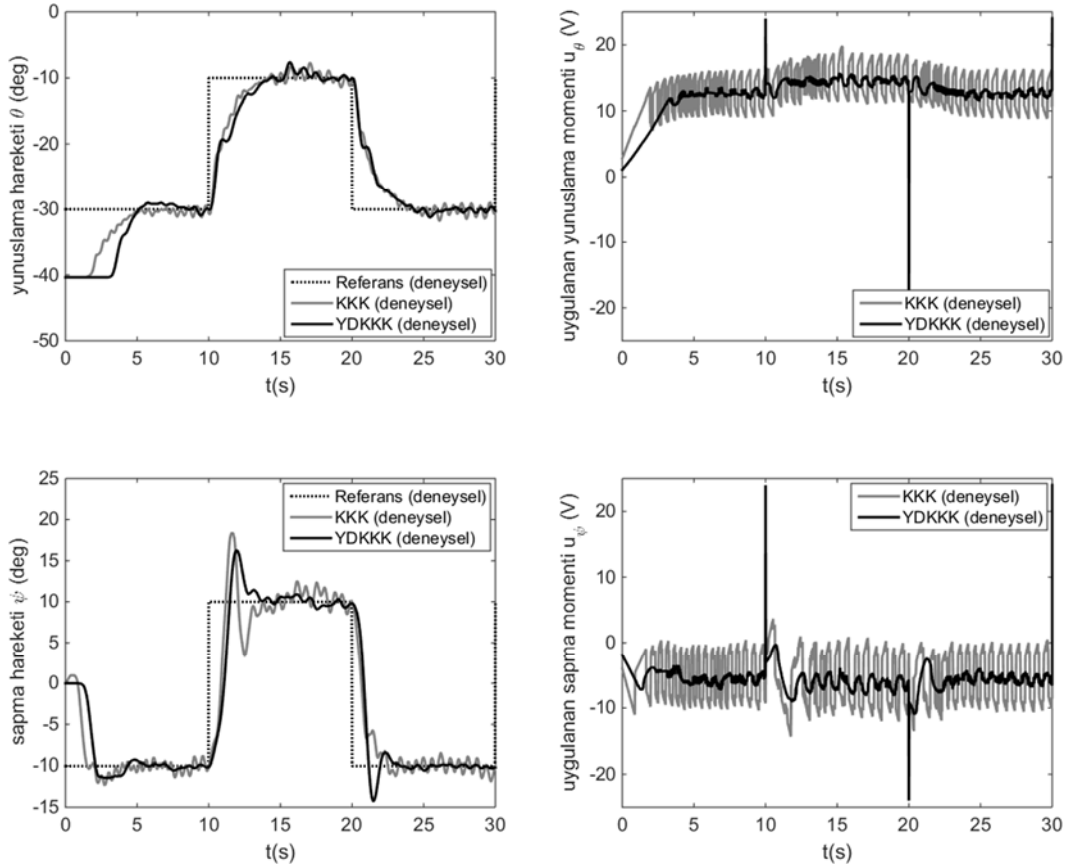 0
-10
-20
-30
-40
-50
yunuslama hareketi θ (deg)
Referans (deneysel)
KKK (deneysel)
YDKKK (deneysel)
0 5 10 15 20 25 30
t(s)
20
10
0
-10
-20
uygulanan yunuslama momenti u_θ (V)
KKK (deneysel)
YDKKK (deneysel)
0 5 10 15 20 25 30
t(s)
25
20
15
10
5
0
-5
-10
-15
sapma hareketi ψ (deg)
Referans (deneysel)
KKK (deneysel)
YDKKK (deneysel)
0 5 10 15 20 25 30
t(s)
20
10
0
-10
-20
uygulanan sapma momenti u_ψ (V)
KKK (deneysel)
YDKKK (deneysel)
0 5 10 15 20 25 30
t(s)